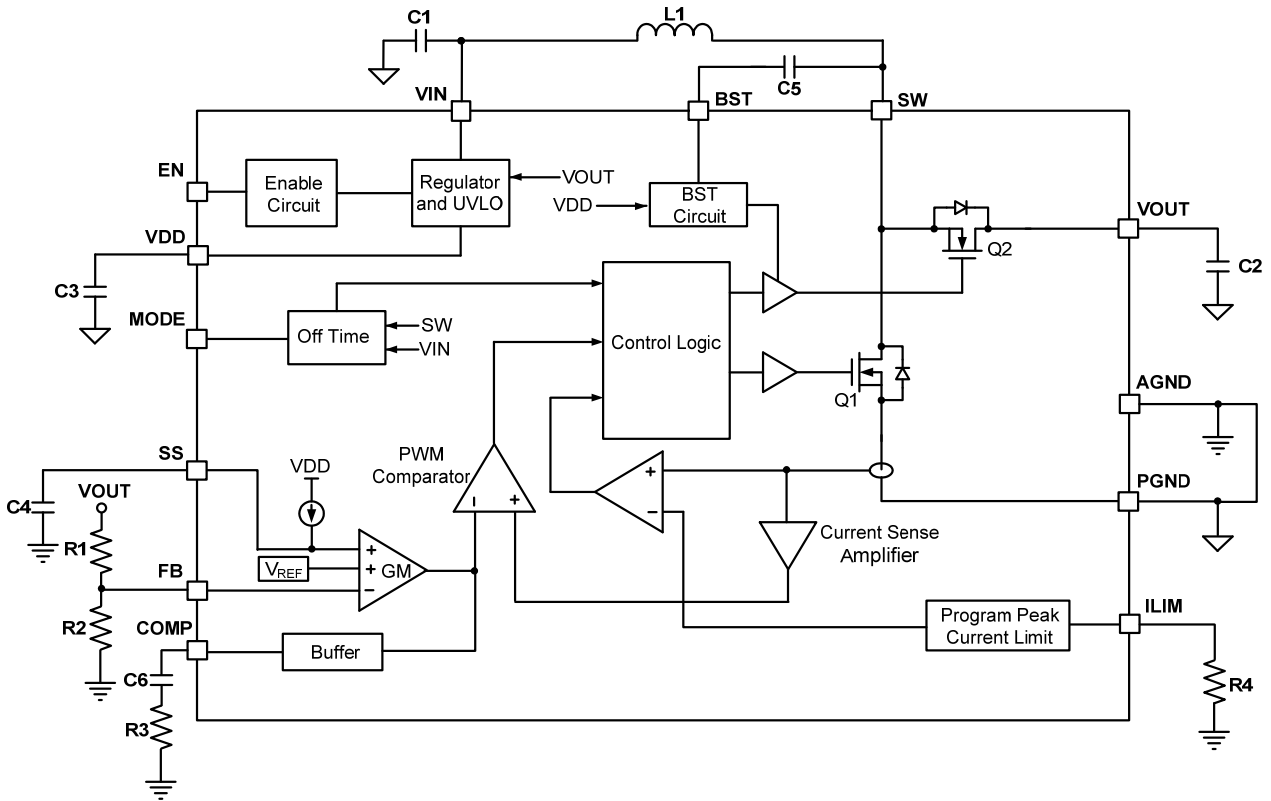 C1
L1
C5
VIN
BST
SW
EN
Enable
Circuit
Regulator
and UVLO
VOUT
VDD
BST
Circuit
VOUT
Q2
C2
VDD
C3
MODE
Off Time
SW
VIN
Control Logic
Q1
AGND
SS
VDD
PWM
Comparator
+
−
PGND
C4
VOUT
R1
− +
Current Sense
Amplifier
FB
VREF
+
+
−
GM
R2
COMP
Buffer
Program Peak
Current Limit
ILIM
C6
R3
R4